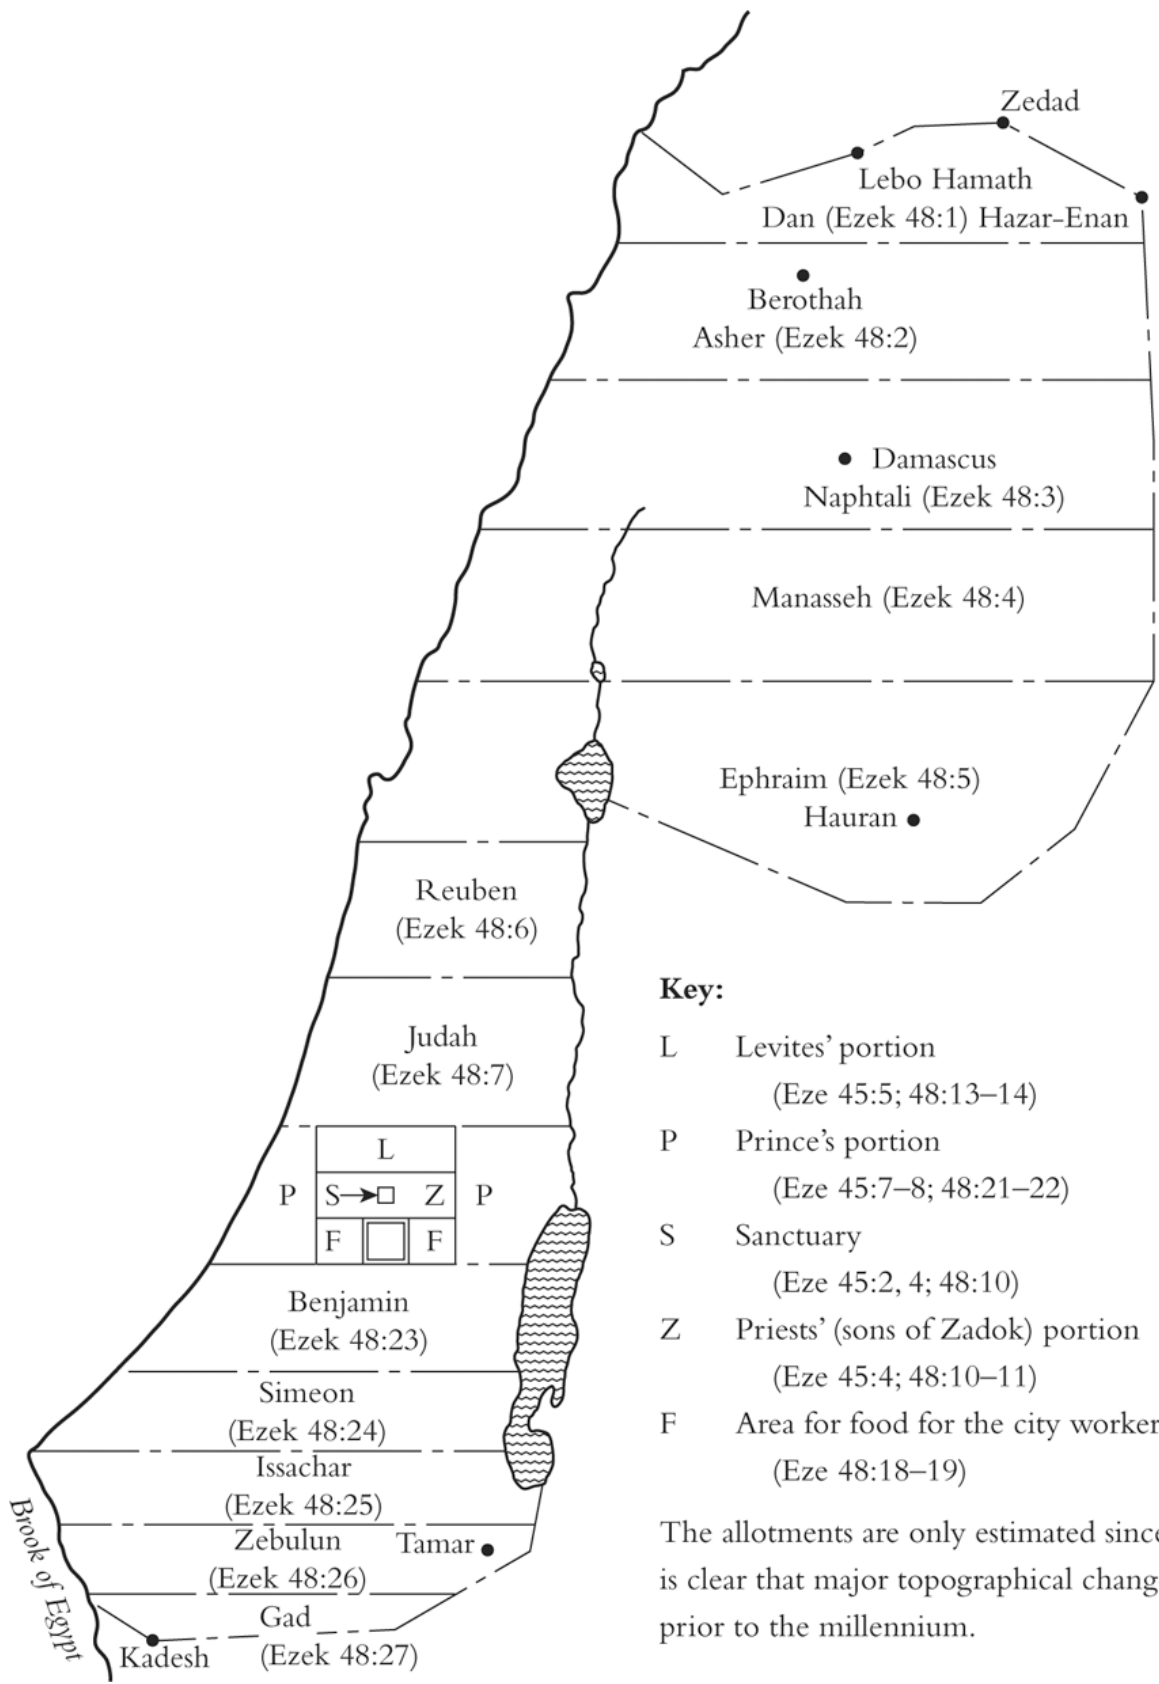 Zedad
Lebo Hamath
Dan (Ezek 48:1) Hazar-Enan
Berothah
Asher (Ezek 48:2)
Damascus
Naphtali (Ezek 48:3)
Manasseh (Ezek 48:4)
Ephraim (Ezek 48:5)
Hauran
Reuben
(Ezek 48:6)
Judah
(Ezek 48:7)
L
P S Z P
F F
Benjamin
(Ezek 48:23)
Simeon
(Ezek 48:24)
Issachar
(Ezek 48:25)
Zebulun
(Ezek 48:26)
Tamar
Gad
(Ezek 48:27)
Kadesh
Brook of Egypt
Key:
L Levites' portion
(Eze 45:5; 48:13–14)
P Prince's portion
(Eze 45:7–8; 48:21–22)
S Sanctuary
(Eze 45:2, 4; 48:10)
Z Priests' (sons of Zadok) portion
(Eze 45:4; 48:10–11)
F Area for food for the city worker
(Eze 48:18–19)
The allotments are only estimated since
is clear that major topographical chang
prior to the millennium.